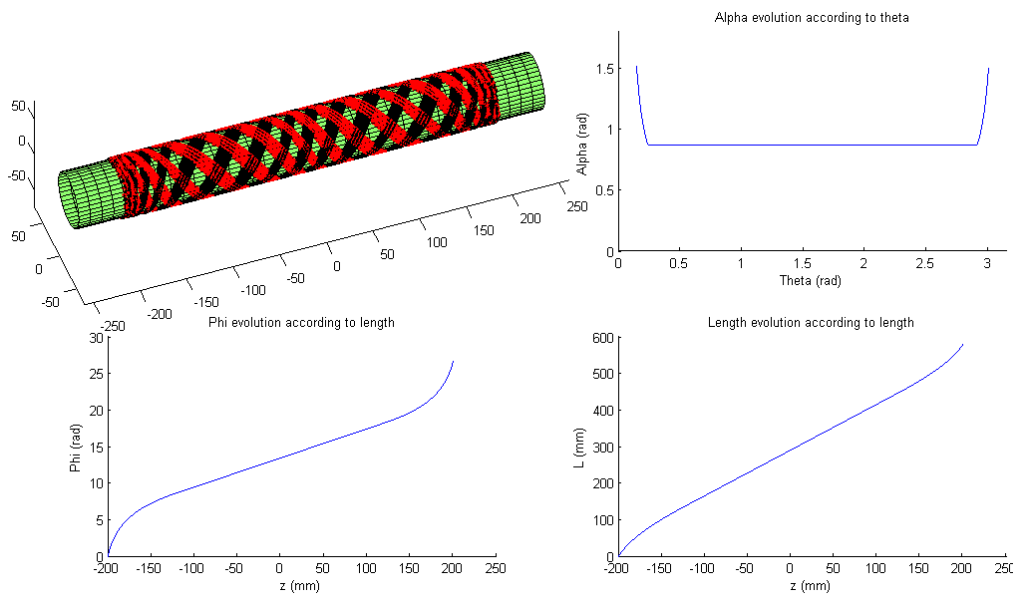 50
0
-50
50
0
-50
-250
-200
-150
-100
-50
0
50
100
150
200
250
Alpha evolution according to theta
1.5
1
0.5
0
Alpha (rad)
0 0.5 1 1.5 2 2.5 3
Theta (rad)
Phi evolution according to length
30
25
20
15
10
5
0
Phi (rad)
-200 -150 -100 -50 0 50 100 150 200 250
z (mm)
Length evolution according to length
600
500
400
300
200
100
0
L (mm)
-200 -150 -100 -50 0 50 100 150 200 250
z (mm)